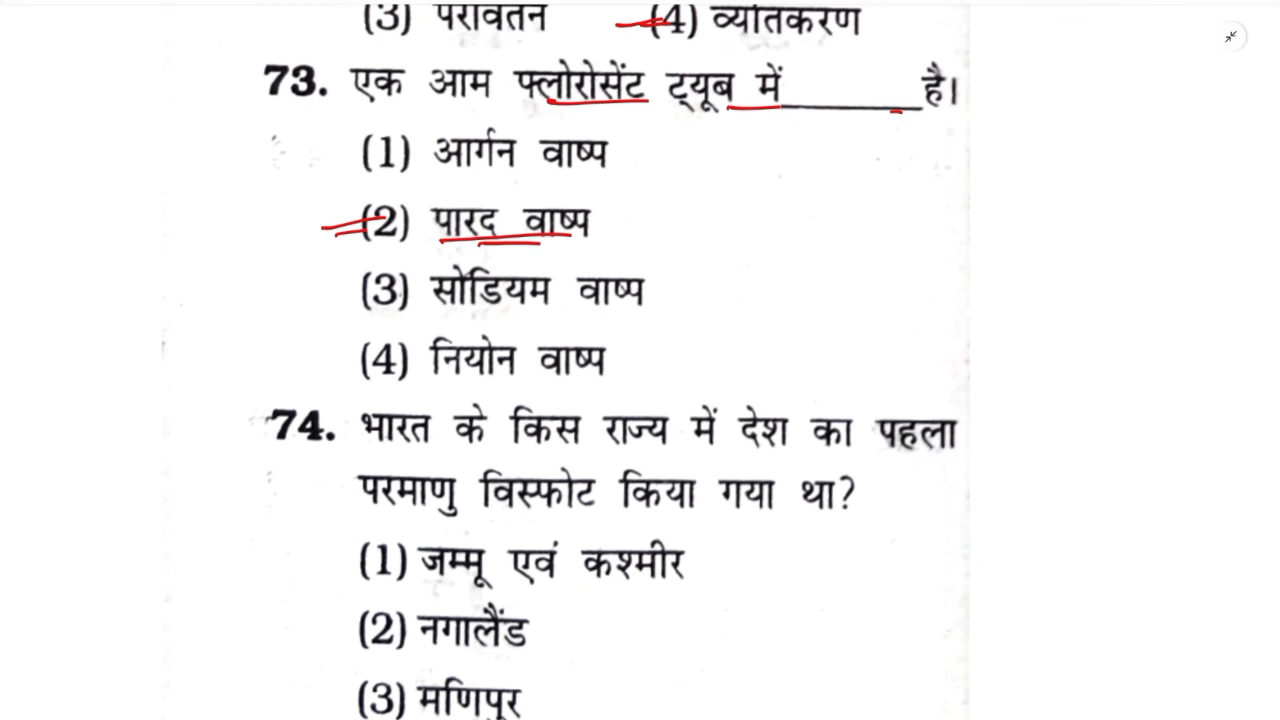 (3) परावर्तन (4) व्यतिकरण
73. एक आम फ्लोरोसेंट ट्यूब में______है।
(1) आर्गन वाष्प
(2) पारद वाष्प
(3) सोडियम वाष्प
(4) नियोन वाष्प
74. भारत के किस राज्य में देश का पहला
परमाणु विस्फोट किया गया था?
(1) जम्मू एवं कश्मीर
(2) नगालैंड
(3) मणिपुर